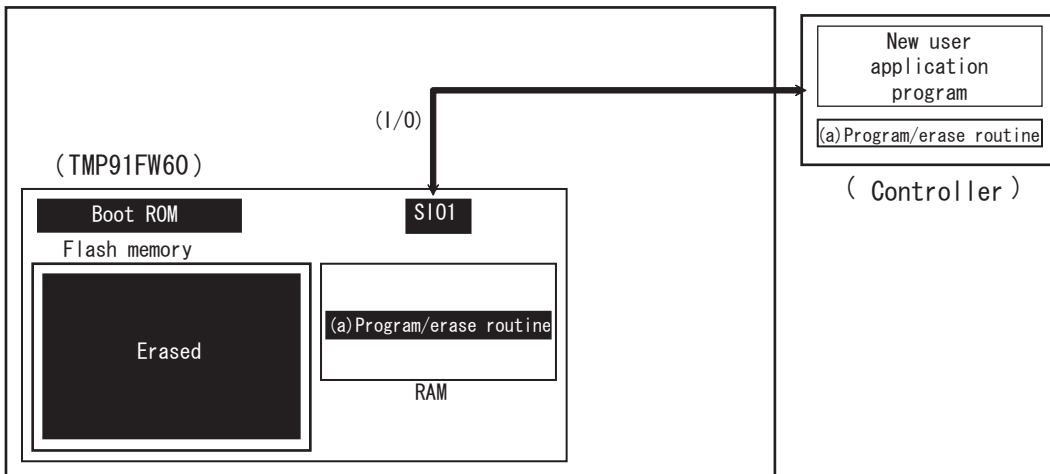 New user
application
program
(I/O)
(a)Program/erase routine
(TMP91FW60)
( Controller )
Boot ROM
SIO1
Flash memory
(a)Program/erase routine
Erased
RAM